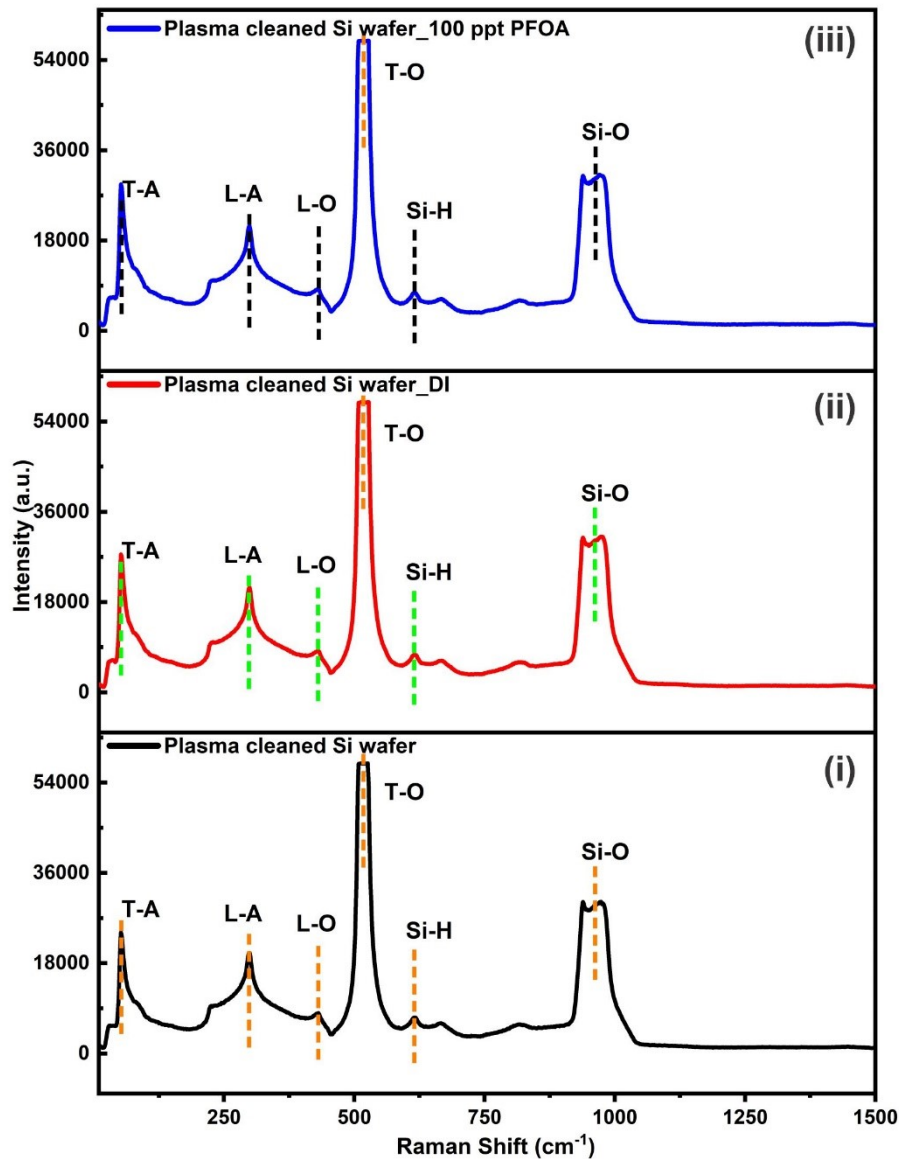 Plasma cleaned Si wafer_100 ppt PFOA
(iii)
54000
36000
18000
0
T-A
L-A
L-O
T-O
Si-H
Si-O
Plasma cleaned Si wafer_DI
(ii)
54000
36000
18000
0
T-A
L-A
L-O
T-O
Si-H
Si-O
Intensity (a.u.)
Plasma cleaned Si wafer
(i)
54000
36000
18000
0
T-A
L-A
L-O
T-O
Si-H
Si-O
250
500
750
1000
1250
1500
Raman Shift (cm⁻¹)